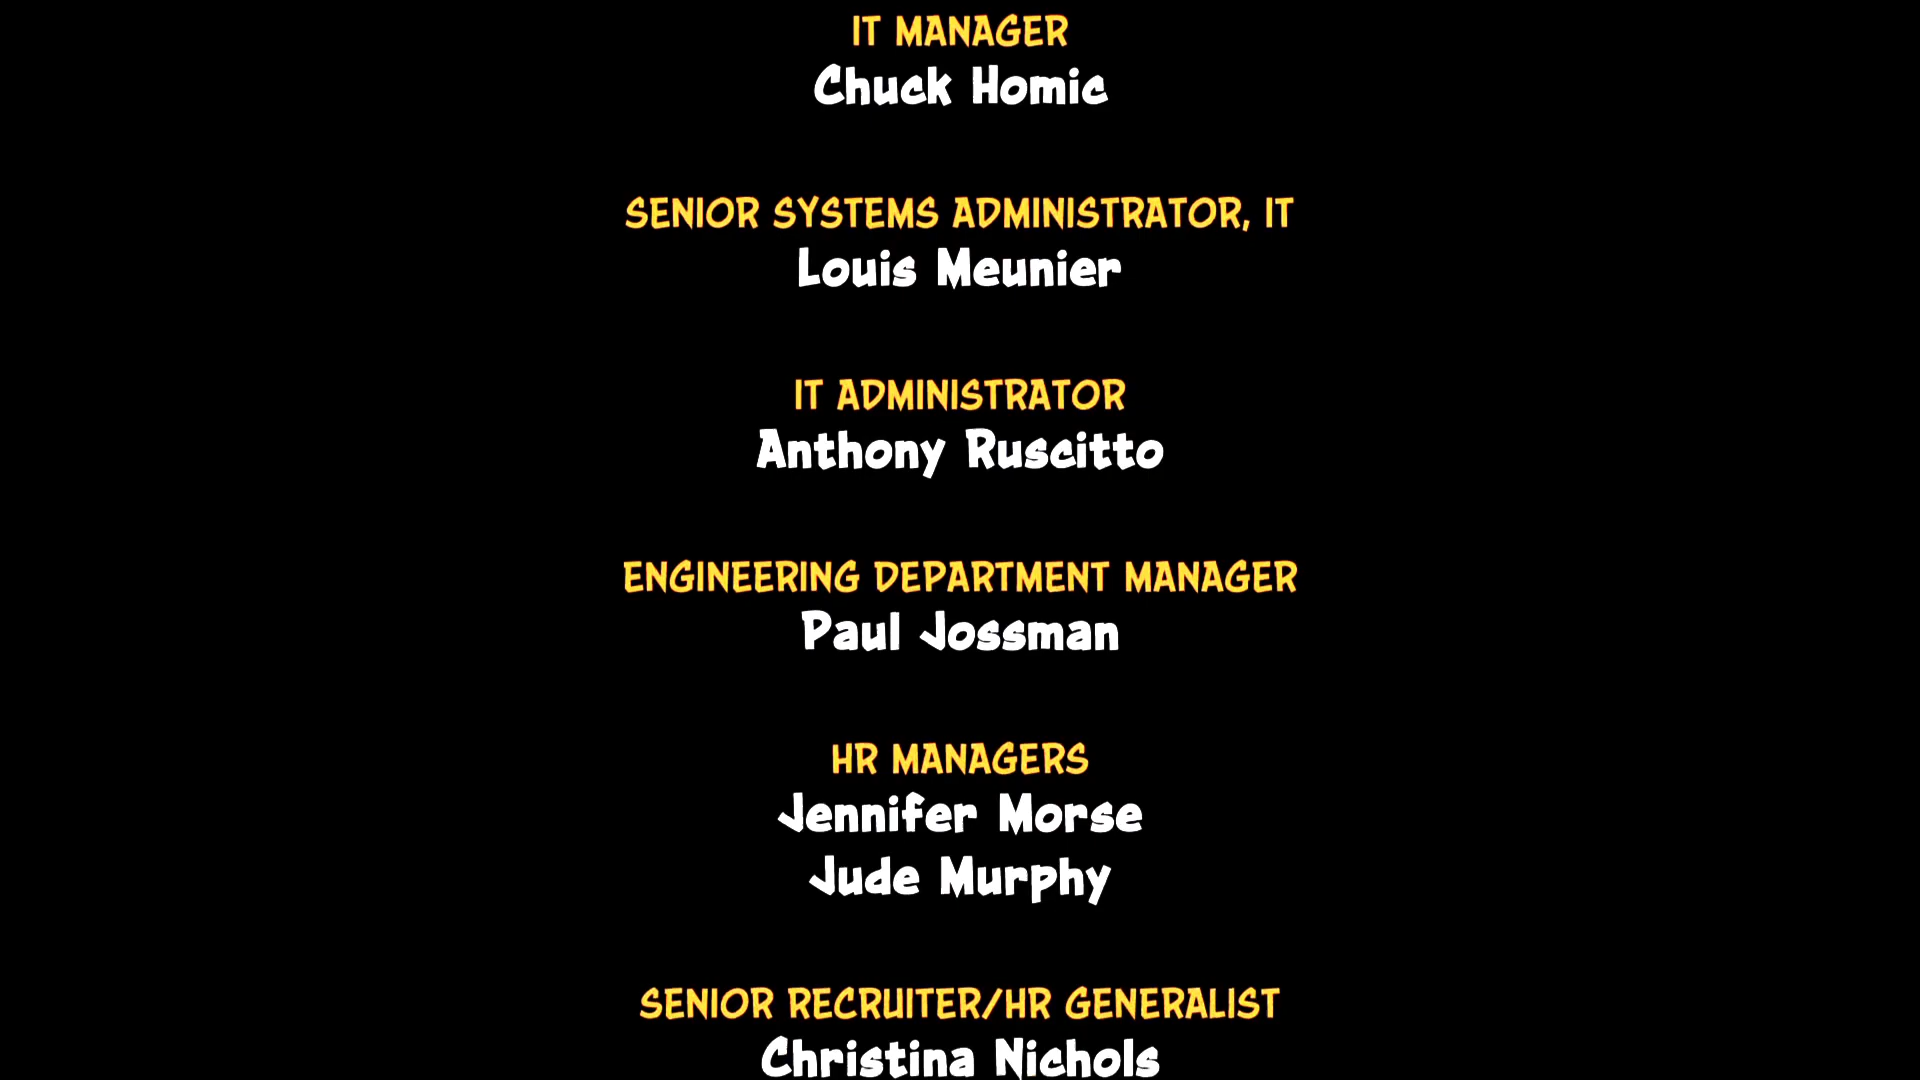 IT MANAGER
Chuck Homic
SENIOR SYSTEMS ADMINISTRATOR, IT
Louis Meunier
IT ADMINISTRATOR
Anthony Ruscitto
ENGINEERING DEPARTMENT MANAGER
Paul Jossman
HR MANAGERS
Jennifer Morse
Jude Murphy
SENIOR RECRUITER/HR GENERALIST
Christina Nichols